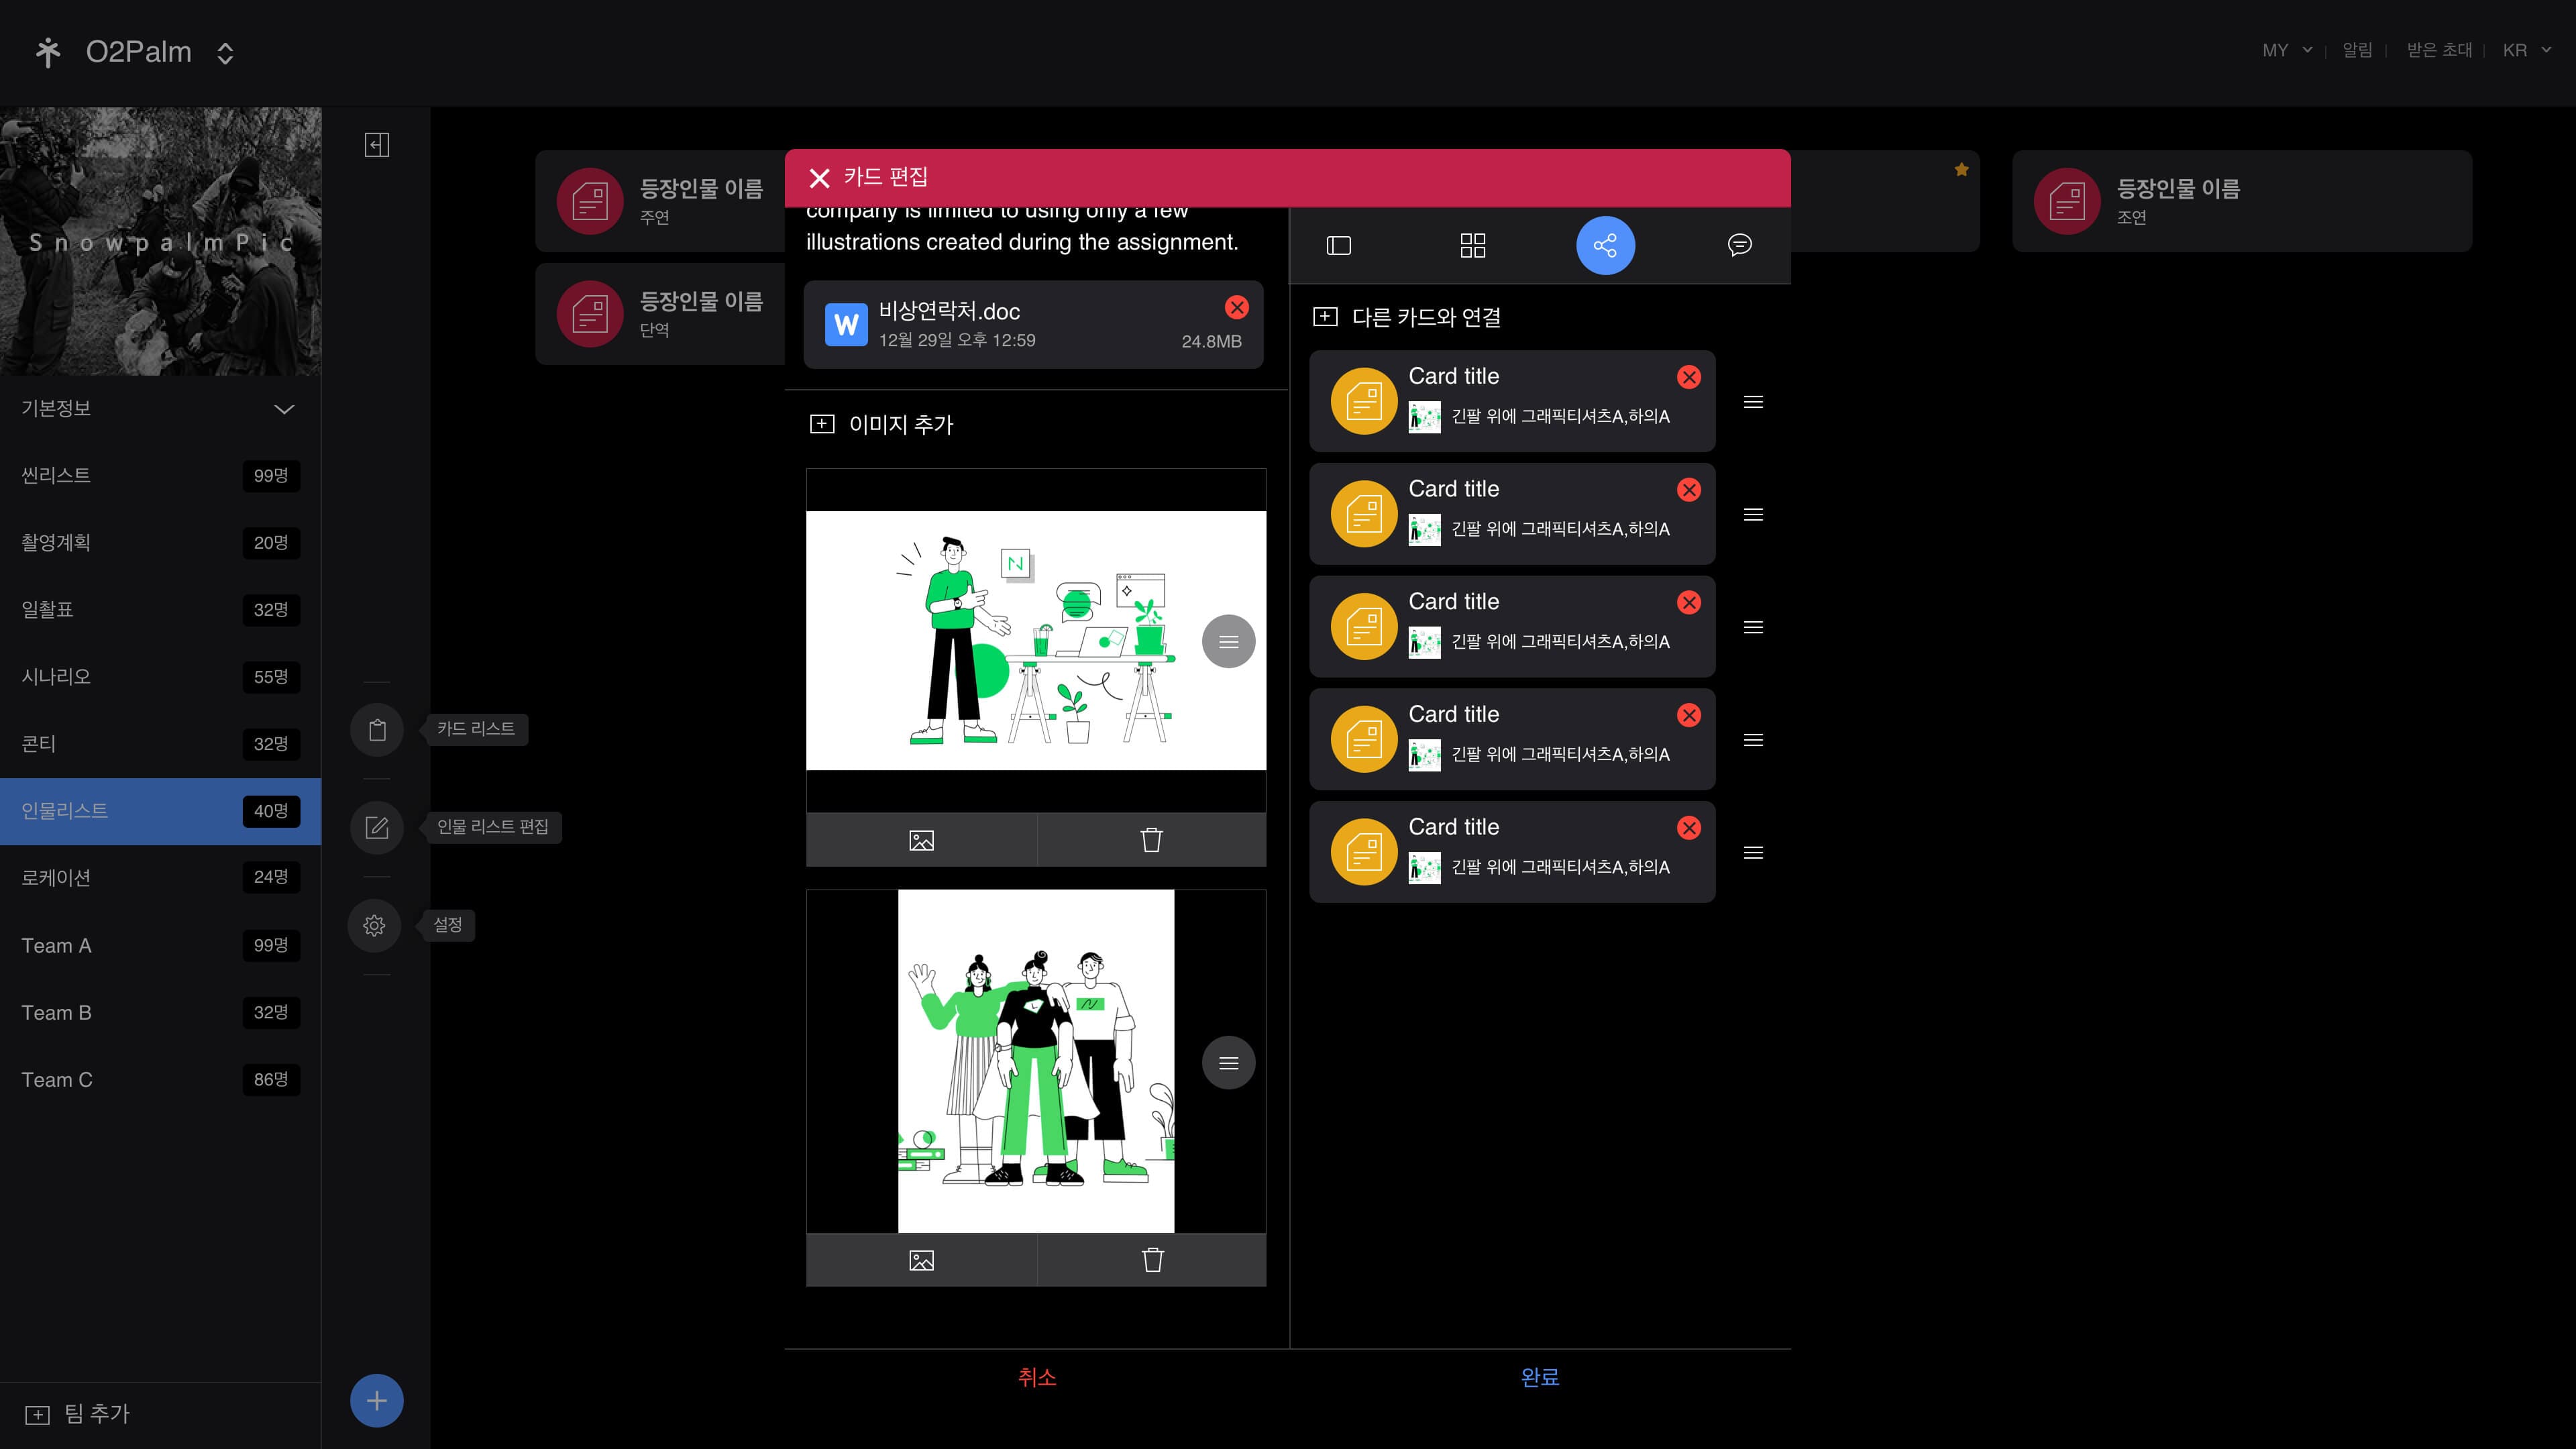 O2Palm
MY
알림
받은 초대
KR
SnowpalmPic
기본정보
씬리스트 99명
촬영계획 20명
일촬표 32명
시나리오 55명
콘티 32명
인물리스트 40명
로케이션 24명
Team A 99명
Team B 32명
Team C 86명
팀 추가
카드 리스트
인물 리스트 편집
설정
등장인물 이름
주연
등장인물 이름
단역
등장인물 이름
조연
카드 편집
company is limited to using only a few
illustrations created during the assignment.
W
비상연락처.doc
12월 29일 오후 12:59
24.8MB
이미지 추가
N
다른 카드와 연결
Card title
긴팔 위에 그래픽티셔츠A,하의A
Card title
긴팔 위에 그래픽티셔츠A,하의A
Card title
긴팔 위에 그래픽티셔츠A,하의A
Card title
긴팔 위에 그래픽티셔츠A,하의A
Card title
긴팔 위에 그래픽티셔츠A,하의A
취소
완료